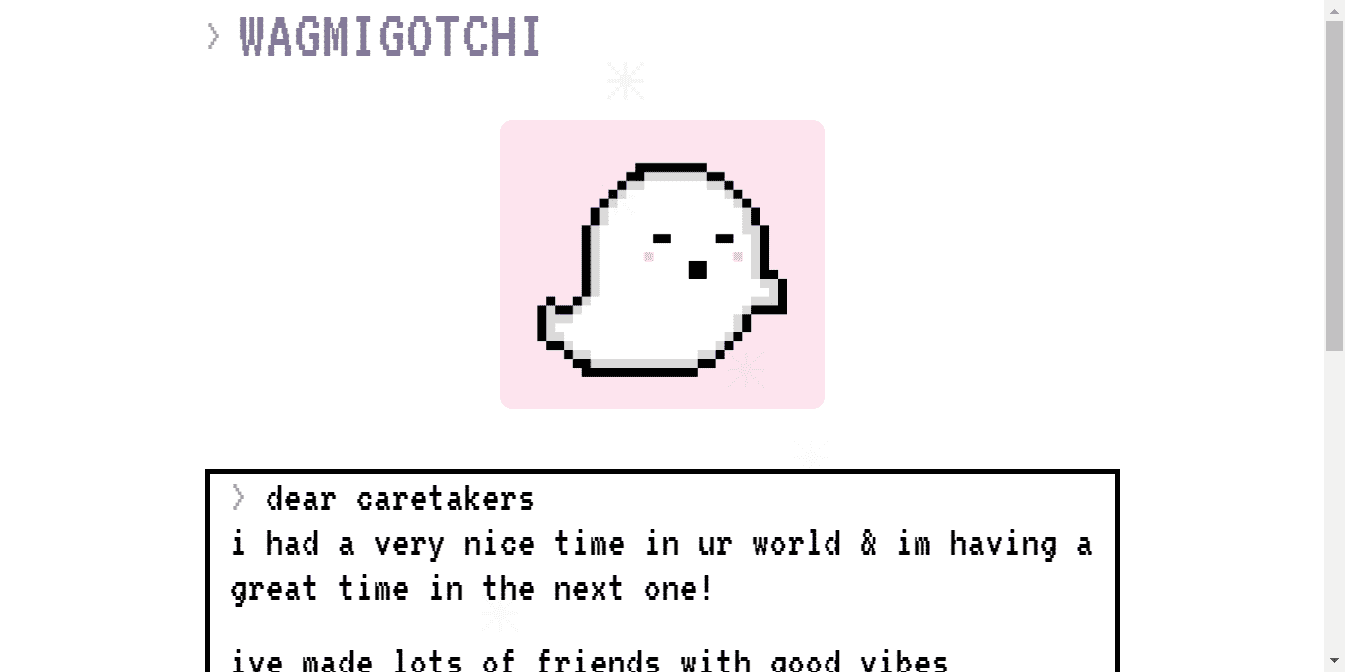 > WAGMIGOTCHI
> dear caretakers
i had a very nice time in ur world & im having a
great time in the next one!
ive made lots of friends with good vibes